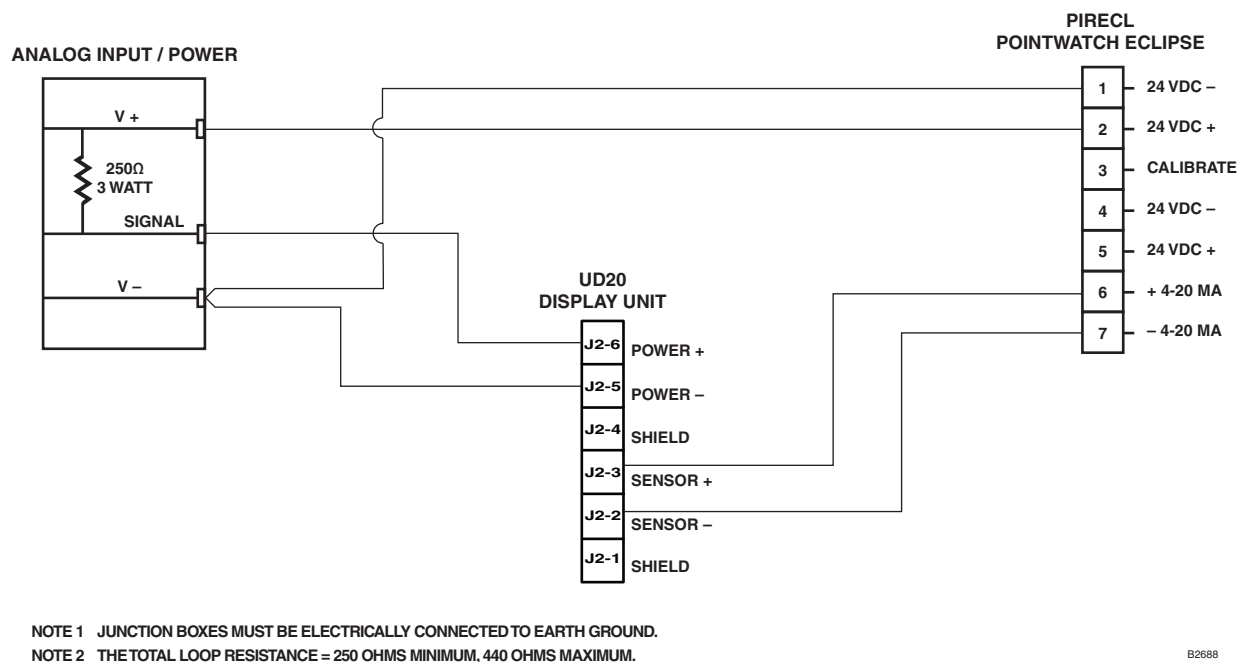 PIRECL
POINTWATCH ECLIPSE
ANALOG INPUT / POWER
V +
250Ω
3 WATT
SIGNAL
V –
1 24 VDC –
2 24 VDC +
3 CALIBRATE
4 24 VDC –
5 24 VDC +
6 + 4-20 MA
7 – 4-20 MA
UD20
DISPLAY UNIT
J2-6 POWER +
J2-5 POWER –
J2-4 SHIELD
J2-3 SENSOR +
J2-2 SENSOR –
J2-1 SHIELD
NOTE 1 JUNCTION BOXES MUST BE ELECTRICALLY CONNECTED TO EARTH GROUND.
NOTE 2 THE TOTAL LOOP RESISTANCE = 250 OHMS MINIMUM, 440 OHMS MAXIMUM.
B2688